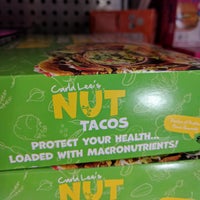 Carla Lee's
NUT
TACOS
PROTECT YOUR HEALTH...
LOADED WITH MACRONUTRIENTS!
Carla Lee's
NUT